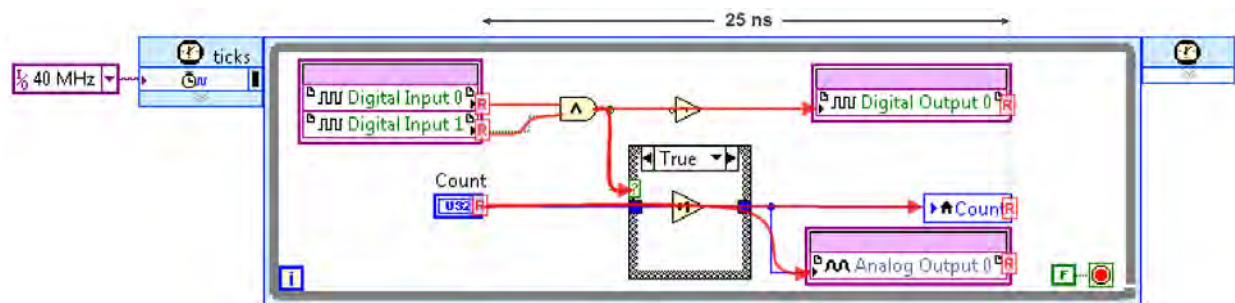 25 ns
ticks
40 MHz
Digital Input 0 R
Digital Input 1 R
Digital Output 0 R
True
Count
U32 R
?
+1
Count R
Analog Output 0 R
i
F